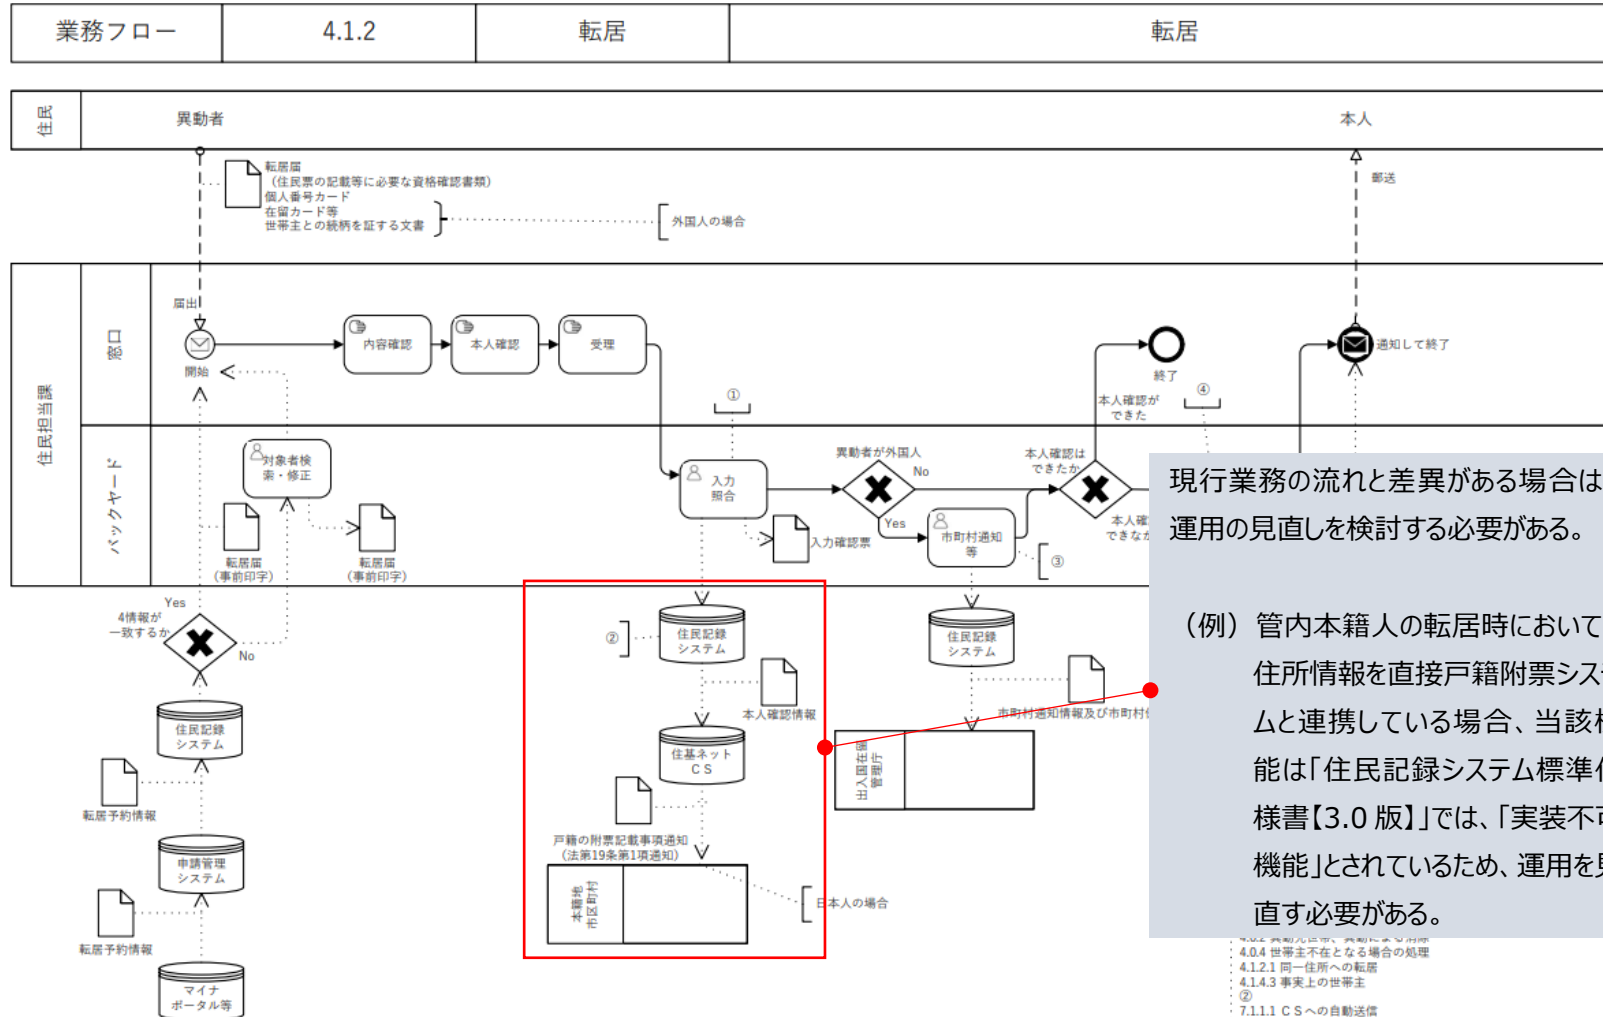 業務フロー
4.1.2
転居
転居
住民
異動者
本人
転居届
（住民票の記載等に必要な資格確認書類）
個人番号カード
在留カード等
世帯主との続柄を証する文書
外国人の場合
郵送
住民担当課
窓口
届出
開始
内容確認
本人確認
受理
終了
通知して終了
①
④
本人確認が
できた
バックヤード
対象者検
索・修正
転居届
（事前印字）
転居届
（事前印字）
入力
照合
入力確認票
異動者が外国人
No
Yes
市町村通知
等
③
本人確認は
できたか
本人確
できなか
Yes
4情報が
一致するか
No
住民記録
システム
転居予約情報
申請管理
システム
転居予約情報
マイナ
ポータル等
②
住民記録
システム
本人確認情報
住基ネット
ＣＳ
戸籍の附票記載事項通知
（法第19条第1項通知）
本籍地
市区町村
日本人の場合
住民記録
システム
市町村通知情報及び市町村
出入国在留
管理庁
現行業務の流れと差異がある場合は
運用の見直しを検討する必要がある。
（例）管内本籍人の転居時において
住所情報を直接戸籍附票シス
ムと連携している場合、当該
能は「住民記録システム標準
様書【3.0 版】」では、「実装不
機能」とされているため、運用を
直す必要がある。
4.0.4 世帯主不在となる場合の処理
4.1.2.1 同一住所への転居
4.1.4.3 事実上の世帯主
②
7.1.1.1 ＣＳへの自動送信